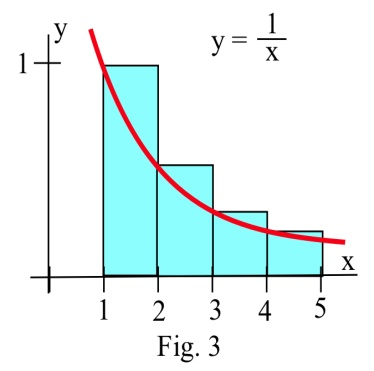 y
y = 1/x
1
x
1 2 3 4 5
Fig. 3